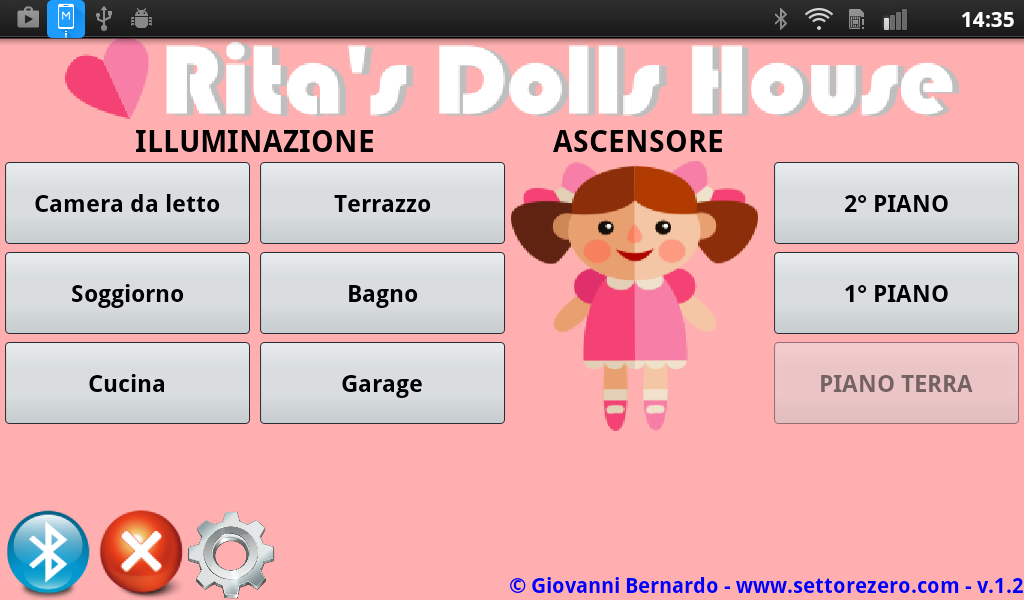 14:35
Rita's Dolls House
ILLUMINAZIONE
ASCENSORE
Camera da letto
Terrazzo
2° PIANO
Soggiorno
Bagno
1° PIANO
Cucina
Garage
PIANO TERRA
© Giovanni Bernardo - www.settorezero.com - v.1.2